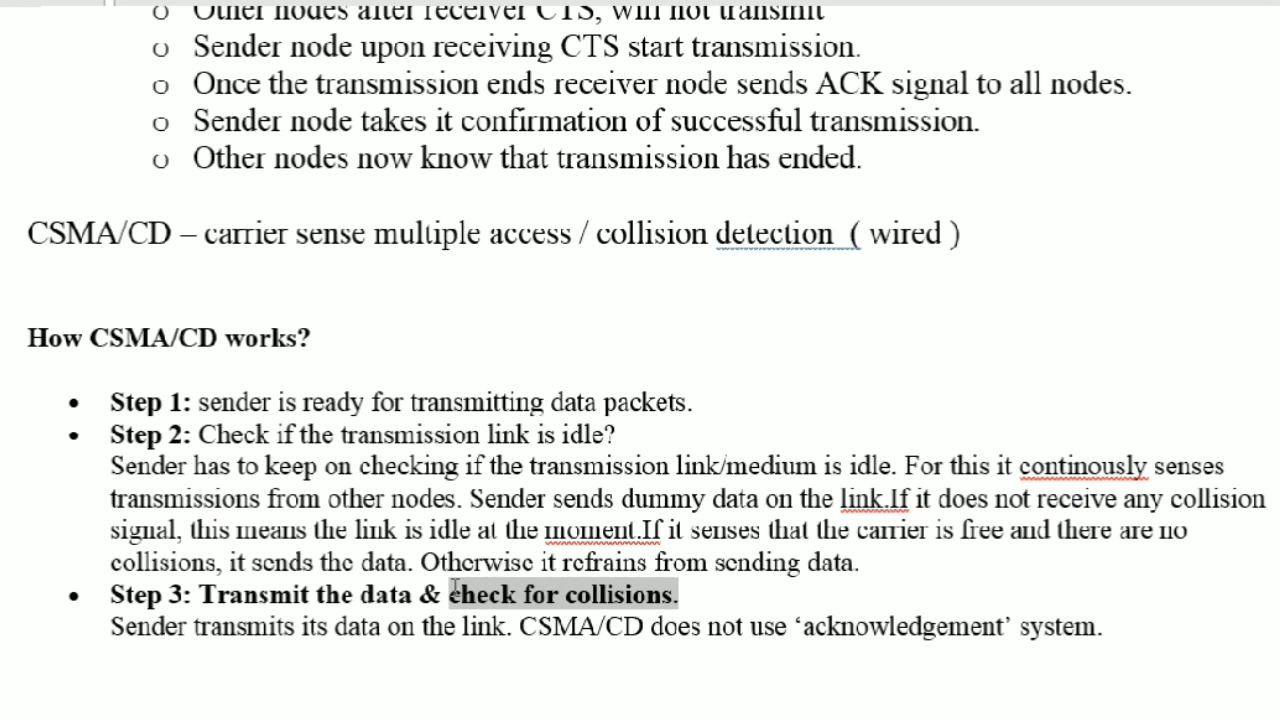 o Other nodes after receiver CTS, will not transmit
o Sender node upon receiving CTS start transmission.
o Once the transmission ends receiver node sends ACK signal to all nodes.
o Sender node takes it confirmation of successful transmission.
o Other nodes now know that transmission has ended.
CSMA/CD – carrier sense multiple access / collision detection ( wired )
How CSMA/CD works?
• Step 1: sender is ready for transmitting data packets.
• Step 2: Check if the transmission link is idle?
Sender has to keep on checking if the transmission link/medium is idle. For this it continously senses
transmissions from other nodes. Sender sends dummy data on the link.If it does not receive any collision
signal, this means the link is idle at the moment.If it senses that the carrier is free and there are no
collisions, it sends the data. Otherwise it refrains from sending data.
• Step 3: Transmit the data & check for collisions.
Sender transmits its data on the link. CSMA/CD does not use ‘acknowledgement’ system.